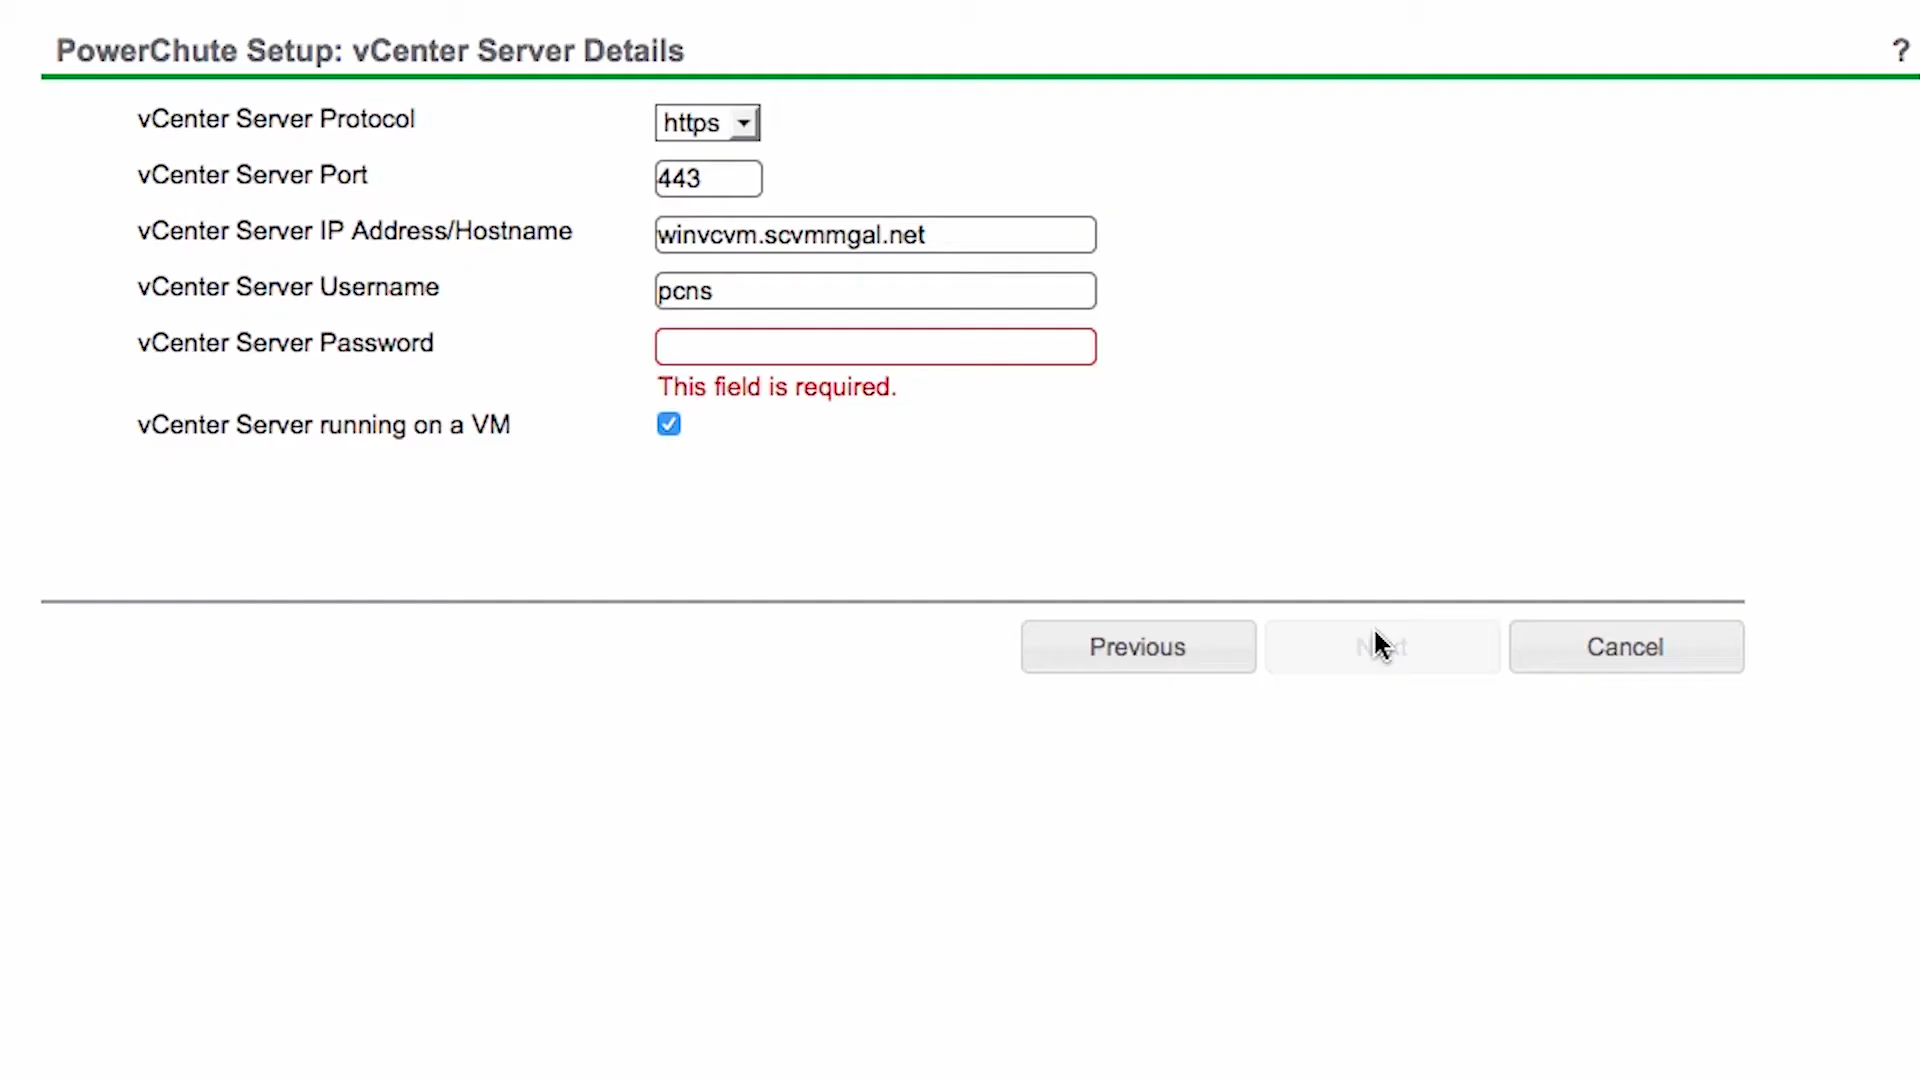 PowerChute Setup: vCenter Server Details ?
vCenter Server Protocol https
vCenter Server Port 443
vCenter Server IP Address/Hostname winvcvm.scvmmgal.net
vCenter Server Username pcns
vCenter Server Password
This field is required.
vCenter Server running on a VM
Previous Next Cancel